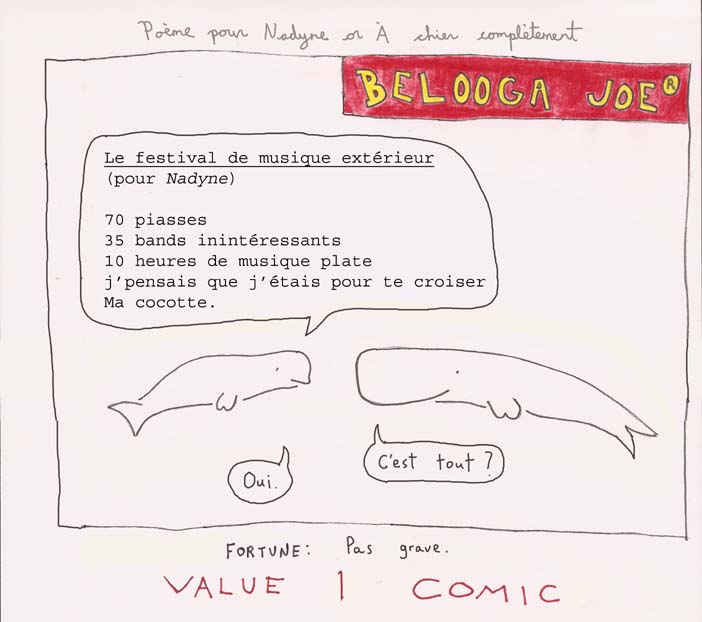 Poème pour Nadyne or À chier complètement
BELOOGA JOE®
Le festival de musique extérieur
(pour Nadyne)
70 piasses
35 bands inintéressants
10 heures de musique plate
j'pensais que j'étais pour te croiser
Ma cocotte.
C'est tout ?
Oui.
FORTUNE: Pas grave.
VALUE 1 COMIC